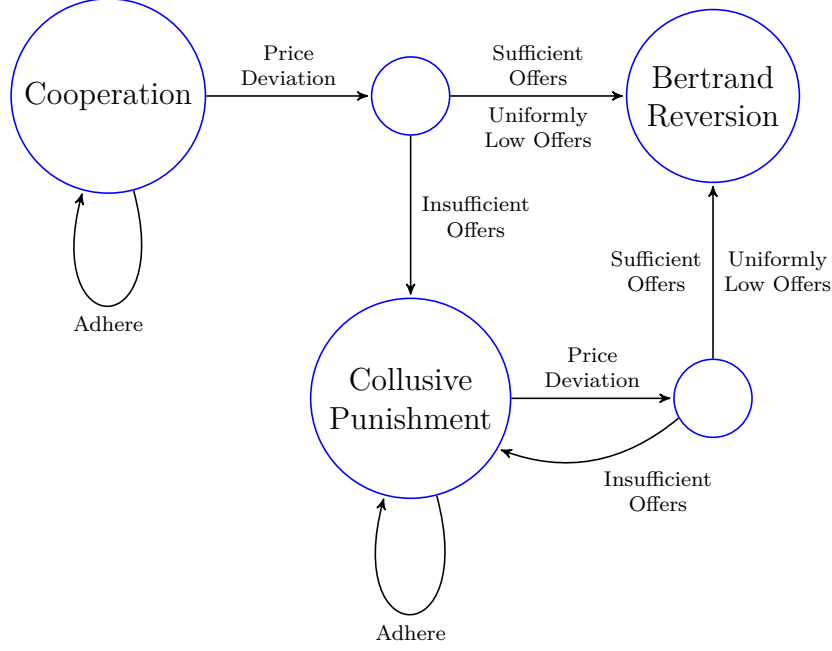 Cooperation
Price
Deviation
Sufficient
Offers
Uniformly
Low Offers
Bertrand
Reversion
Insufficient
Offers
Sufficient
Offers
Uniformly
Low Offers
Adhere
Collusive
Punishment
Price
Deviation
Insufficient
Offers
Adhere